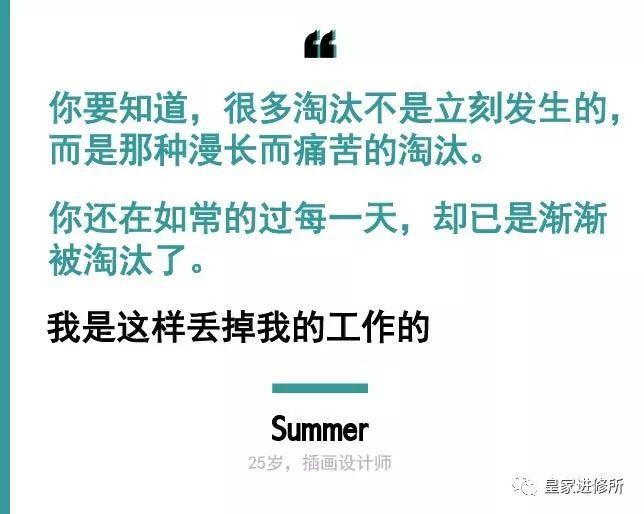 “
你要知道，很多淘汰不是立刻发生的，
而是那种漫长而痛苦的淘汰。
你还在如常的过每一天，却已是渐渐
被淘汰了。
我是这样丢掉我的工作的
Summer
25岁，插画设计师
皇家进修所